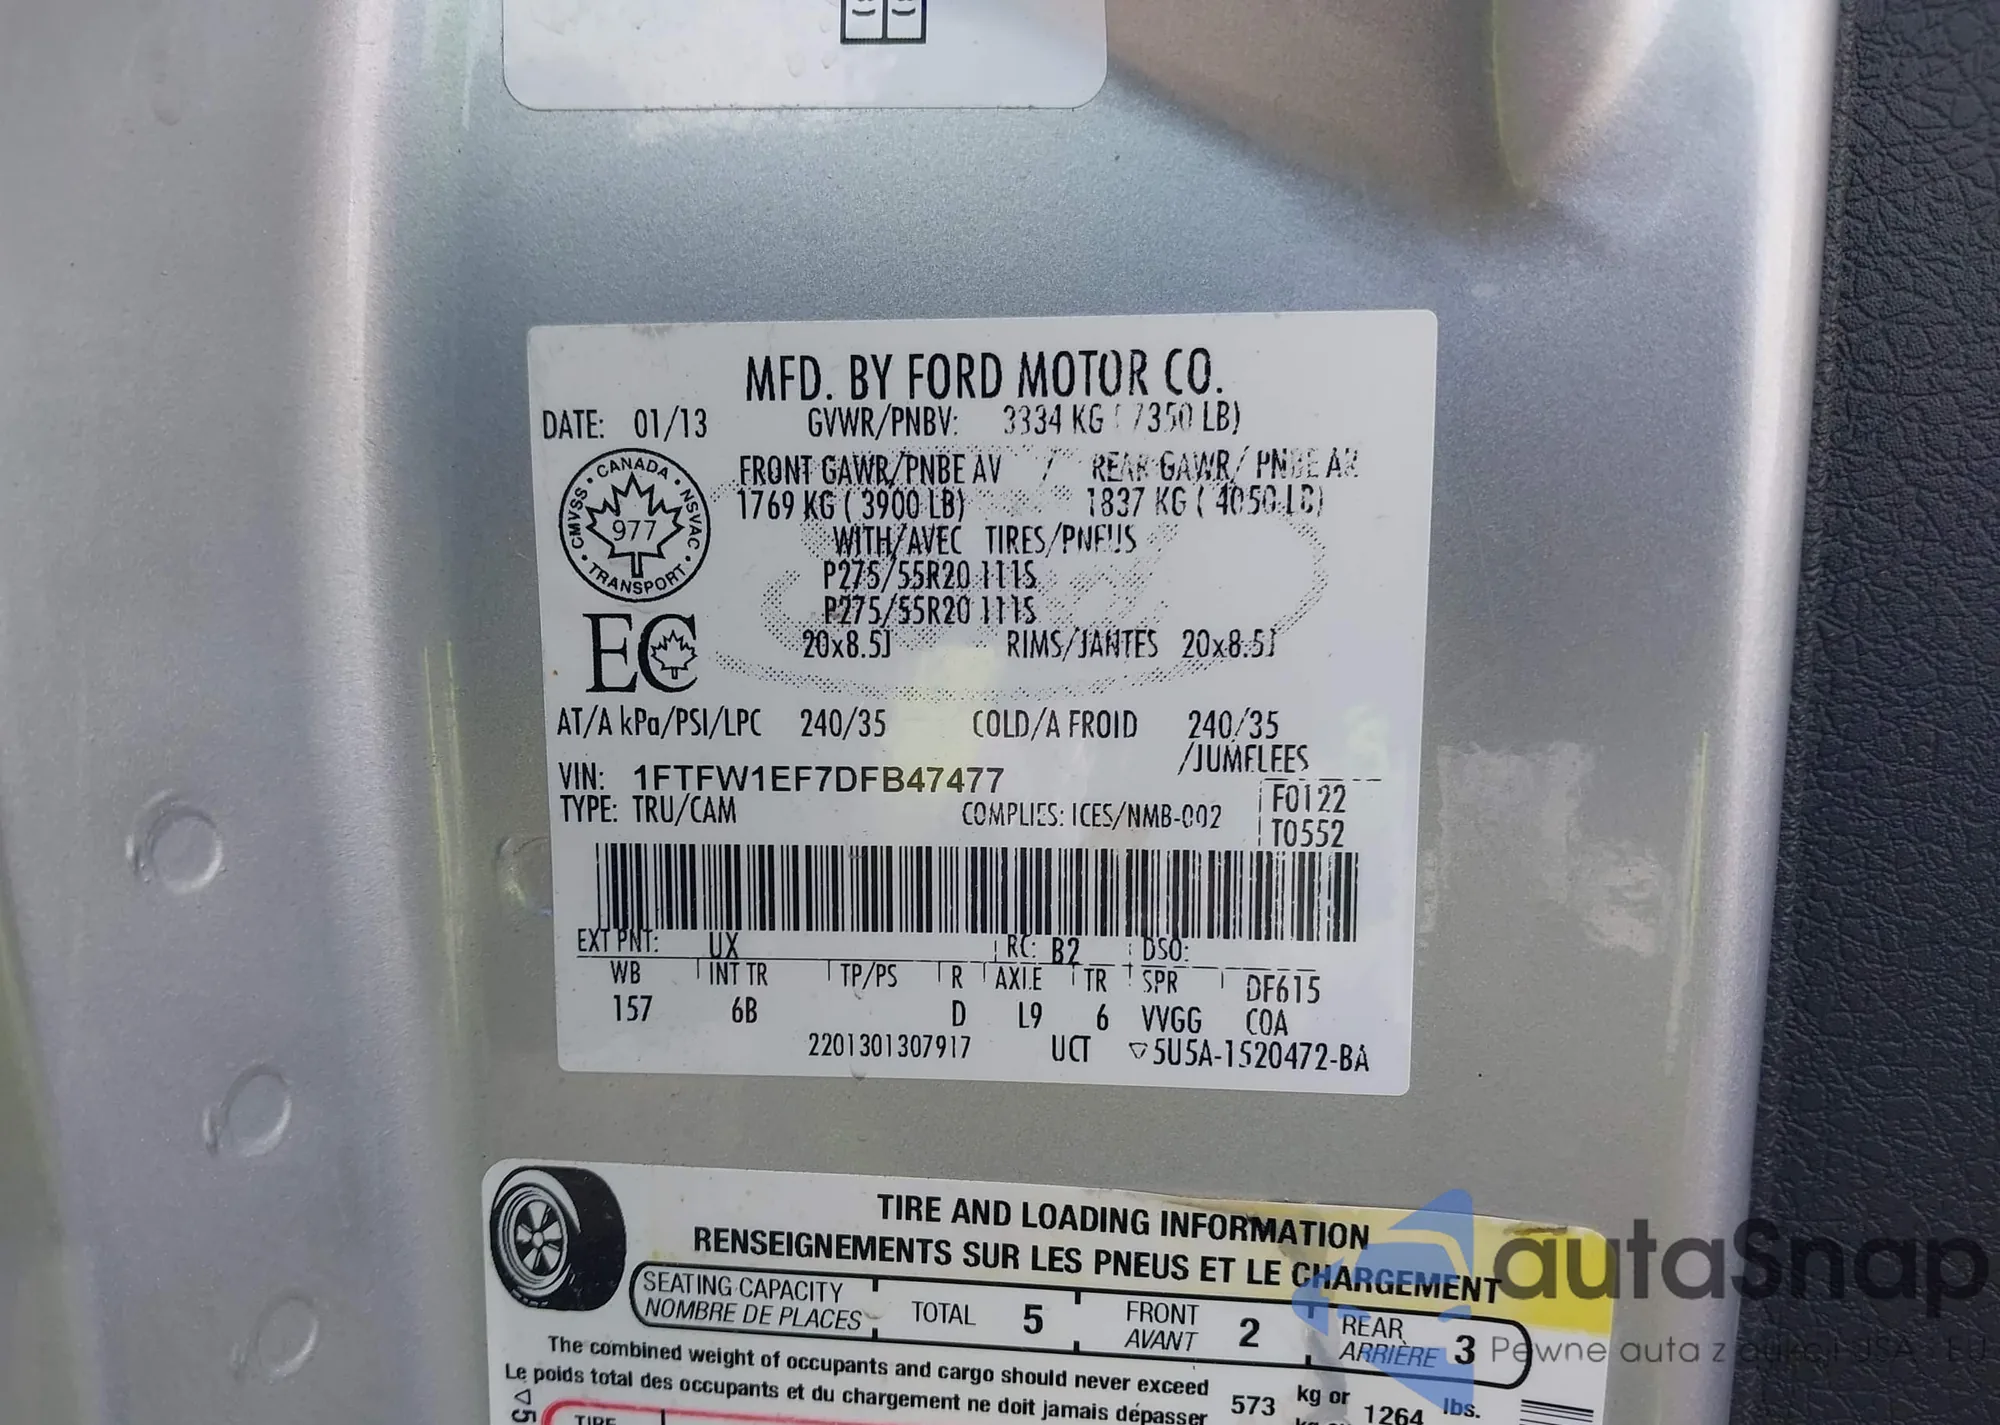 MFD. BY FORD MOTOR CO.
DATE: 01/13 GVWR/PNBV: 3334 KG ( 7350 LB)
FRONT GAWR/PNBE AV / REAR GAWR/ PNBE AR
1769 KG ( 3900 LB) 1837 KG ( 4050 LB)
WITH/AVEC TIRES/PNEUS
P275/55R20 111S
P275/55R20 111S
20x8.5J RIMS/JANTES 20x8.5J
CANADA
CMVSS NSVAC
977
TRANSPORT
EC
AT/A kPa/PSI/LPC 240/35 COLD/A FROID 240/35
/JUMELEES
VIN: 1FTFW1EF7DFB47477
TYPE: TRU/CAM COMPLIES: ICES/NMB-002
F0122
T0552
EXT PNT: UX RC: B2 DSO:
WB INT TR TP/PS R AXLE TR SPR DF615
157 6B D L9 6 VVGG COA
2201301307917 UCT ▽5U5A-1520472-BA
TIRE AND LOADING INFORMATION
RENSEIGNEMENTS SUR LES PNEUS ET LE CHARGEMENT
SEATING CAPACITY TOTAL 5 FRONT 2 REAR 3
NOMBRE DE PLACES AVANT ARRIÈRE
The combined weight of occupants and cargo should never exceed 573 kg or 1264 lbs.
Le poids total des occupants et du chargement ne doit jamais dépasser
TIRE
autaSnap
Pewne auta z